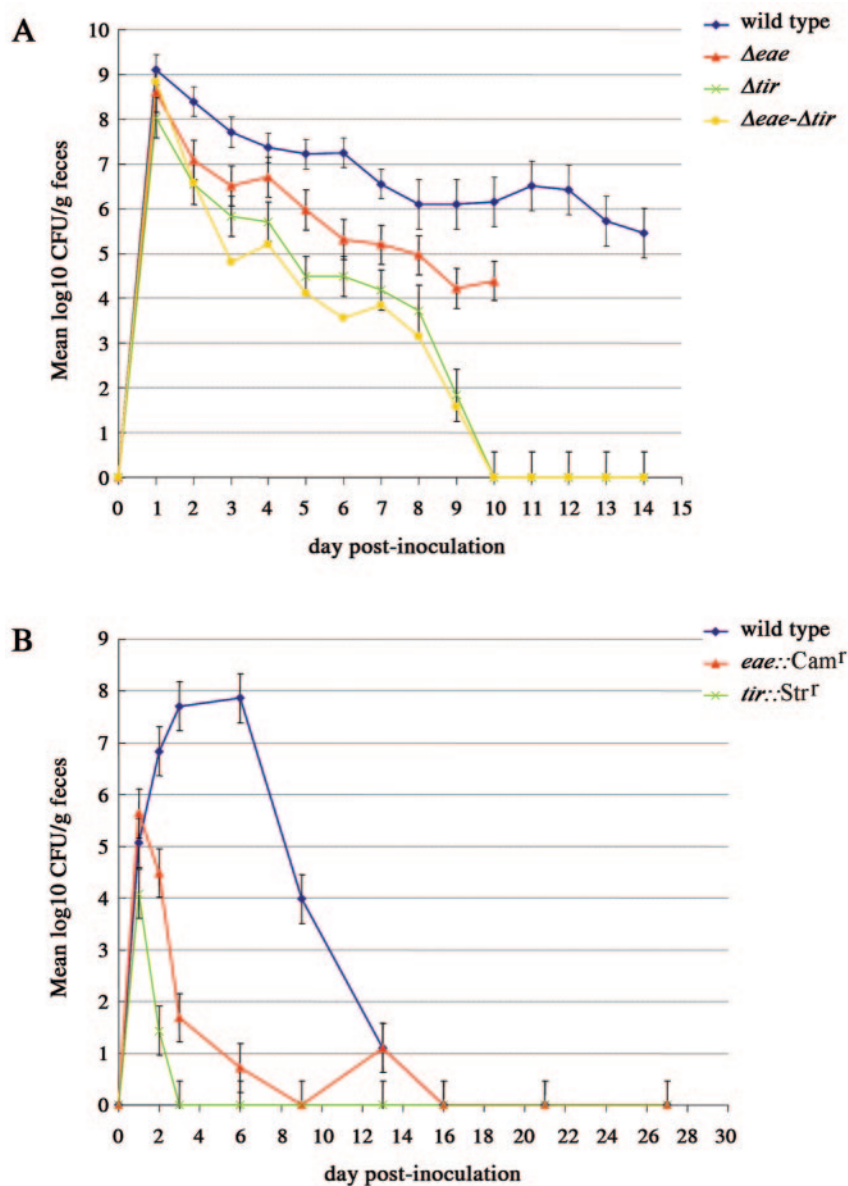 A
Mean log10 CFU/g feces
10
9
8
7
6
5
4
3
2
1
0
0 1 2 3 4 5 6 7 8 9 10 11 12 13 14 15
day post-inoculation
wild type
Δeae
Δtir
Δeae-Δtir
B
Mean log10 CFU/g feces
9
8
7
6
5
4
3
2
1
0
0 2 4 6 8 10 12 14 16 18 20 22 24 26 28 30
day post-inoculation
wild type
eae::Camʳ
tir::Strʳ